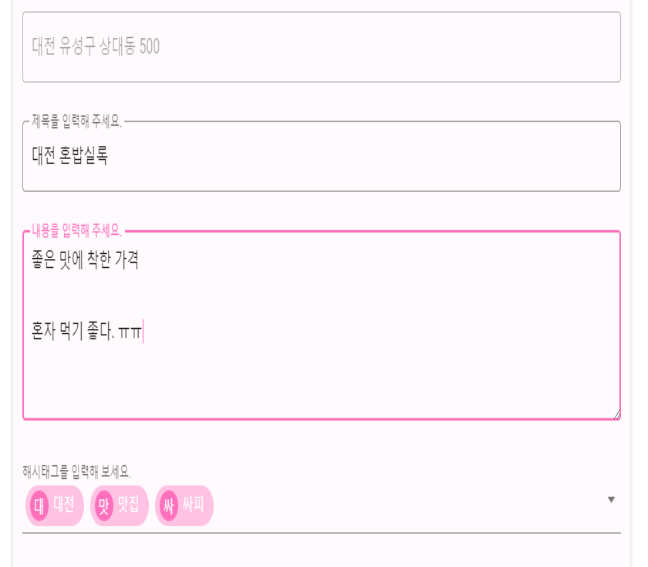 대전 유성구 상대동 500
제목을 입력해 주세요.
대전 혼밥실록
내용을 입력해 주세요.
좋은 맛에 착한 가격
혼자 먹기 좋다. ㅠㅠ
해시태그를 입력해 보세요.
대 대전 맛 맛집 싸 싸피